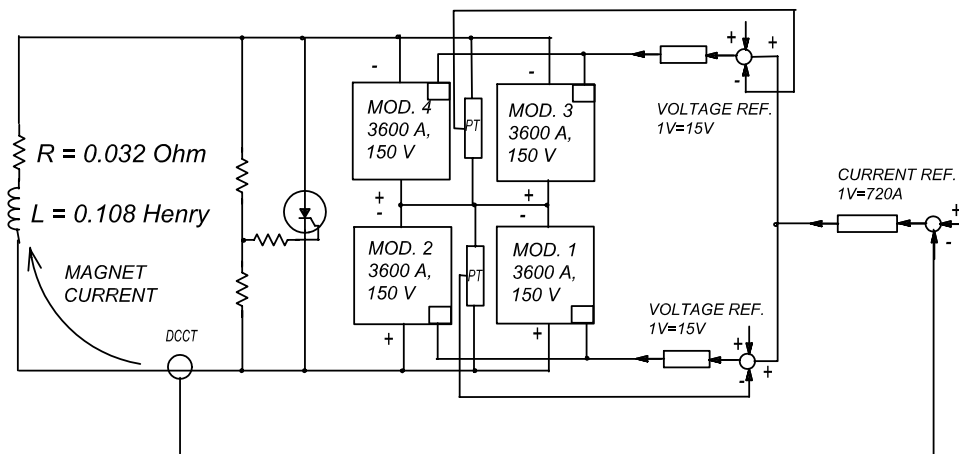 +
+
-
-
-
MOD. 4
3600 A,
150 V
PT
MOD. 3
3600 A,
150 V
VOLTAGE REF.
1V=15V
R = 0.032 Ohm
L = 0.108 Henry
CURRENT REF.
1V=720A
+
-
+
-
+
-
+
-
MOD. 2
3600 A,
150 V
PT
MOD. 1
3600 A,
150 V
MAGNET
CURRENT
VOLTAGE REF.
1V=15V
DCCT
+
+
+
-
+